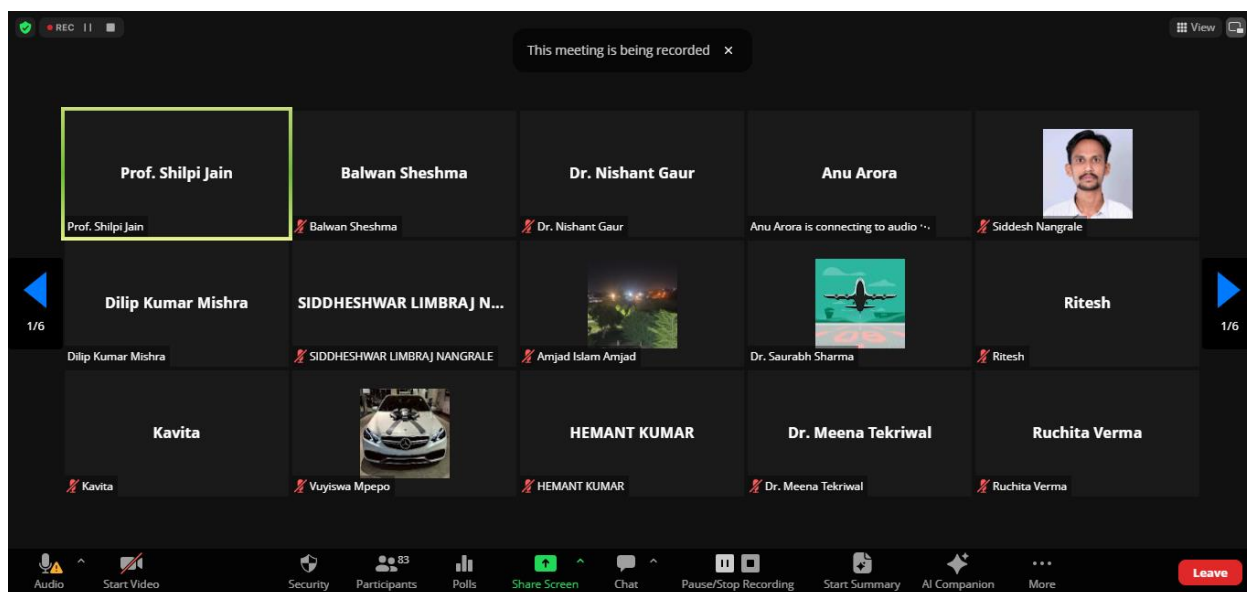 REC
View
This meeting is being recorded
Prof. Shilpi Jain
Balwan Sheshma
Dr. Nishant Gaur
Anu Arora
Prof. Shilpi Jain
Balwan Sheshma
Dr. Nishant Gaur
Anu Arora is connecting to audio ...
Siddesh Nangrale
Dilip Kumar Mishra
SIDDHESHWAR LIMBRAJ N...
Ritesh
1/6
1/6
Dilip Kumar Mishra
SIDDHESHWAR LIMBRAJ NANGRALE
Amjad Islam Amjad
Dr. Saurabh Sharma
Ritesh
Kavita
HEMANT KUMAR
Dr. Meena Tekriwal
Ruchita Verma
Kavita
Vuyiswa Mpepo
HEMANT KUMAR
Dr. Meena Tekriwal
Ruchita Verma
83
Audio
Start Video
Security
Participants
Polls
Share Screen
Chat
Pause/Stop Recording
Start Summary
AI Companion
More
Leave